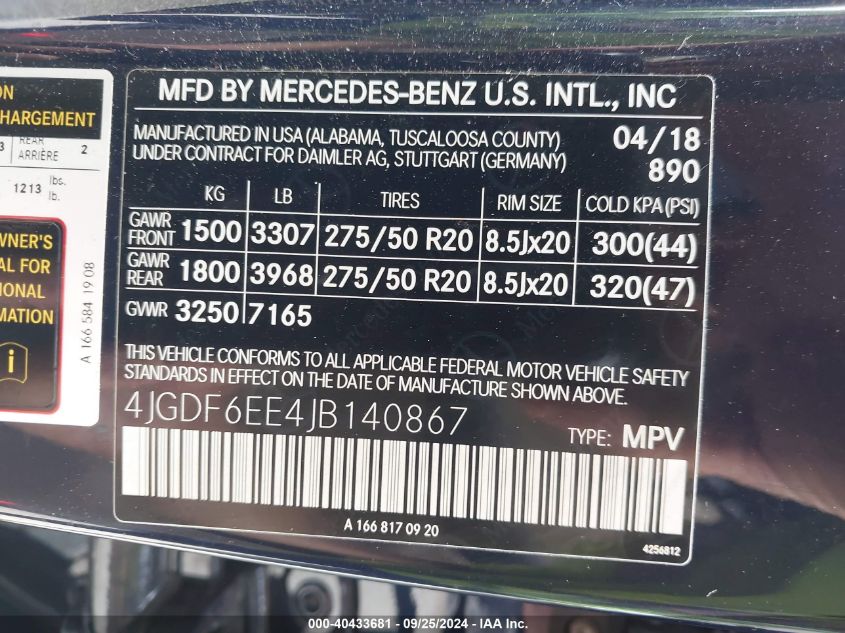 ON
CHARGEMENT
3 REAR ARRIÈRE 2
1213 lbs. lb.
WNER'S
AL FOR
IONAL
MATION
i
A 166 584 19 08
MFD BY MERCEDES-BENZ U.S. INTL., INC
MANUFACTURED IN USA (ALABAMA, TUSCALOOSA COUNTY) 04/18
UNDER CONTRACT FOR DAIMLER AG, STUTTGART (GERMANY) 890
KG LB TIRES RIM SIZE COLD KPA(PSI)
GAWR FRONT 1500 3307 275/50 R20 8.5Jx20 300(44)
GAWR REAR 1800 3968 275/50 R20 8.5Jx20 320(47)
GVWR 3250 7165
THIS VEHICLE CONFORMS TO ALL APPLICABLE FEDERAL MOTOR VEHICLE SAFETY
STANDARDS IN EFFECT ON THE DATE OF MANUFACTURE SHOWN ABOVE.
4JGDF6EE4JB140867
TYPE: MPV
A 166 817 09 20
4256812
000-40433681 - 09/25/2024 - IAA Inc.